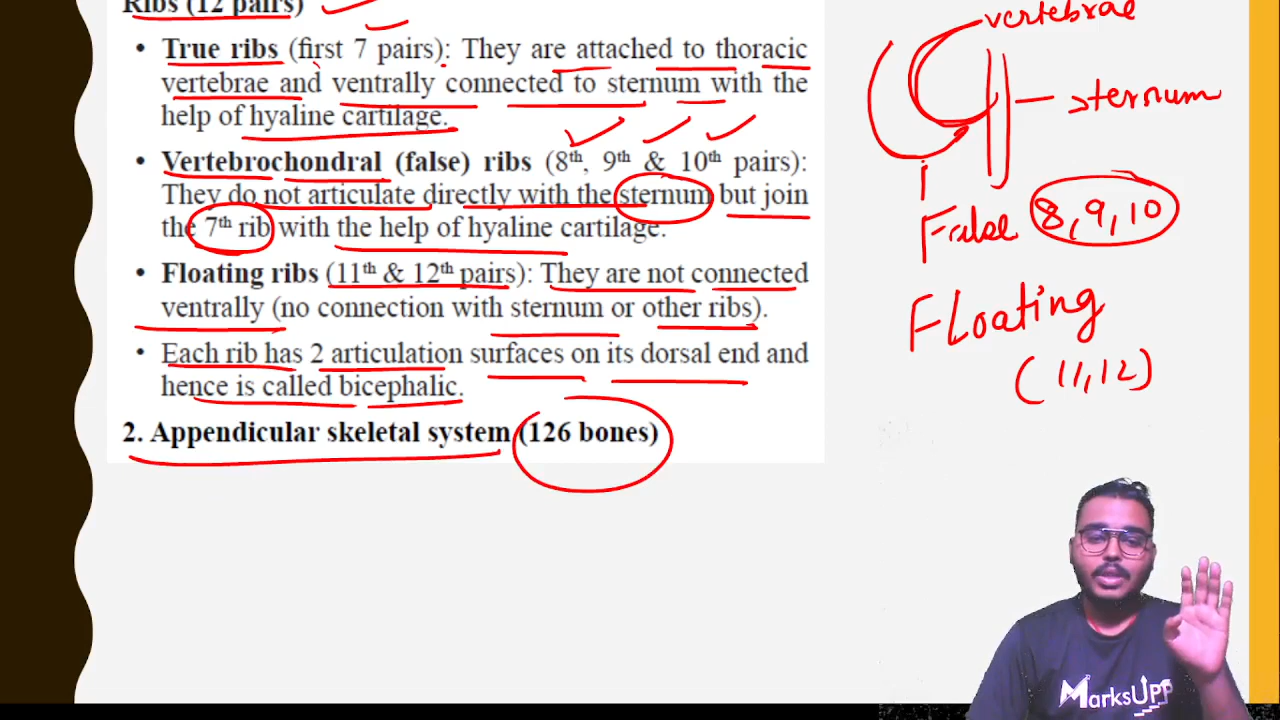 Ribs (12 pairs)
• True ribs (first 7 pairs): They are attached to thoracic
vertebrae and ventrally connected to sternum with the
help of hyaline cartilage.
• Vertebrochondral (false) ribs (8th, 9th & 10th pairs):
They do not articulate directly with the sternum but join
the 7th rib with the help of hyaline cartilage.
• Floating ribs (11th & 12th pairs): They are not connected
ventrally (no connection with sternum or other ribs).
• Each rib has 2 articulation surfaces on its dorsal end and
hence is called bicephalic.
2. Appendicular skeletal system (126 bones)
vertebrae
sternum
False 8, 9, 10
Floating
(11, 12)
MarksUpp